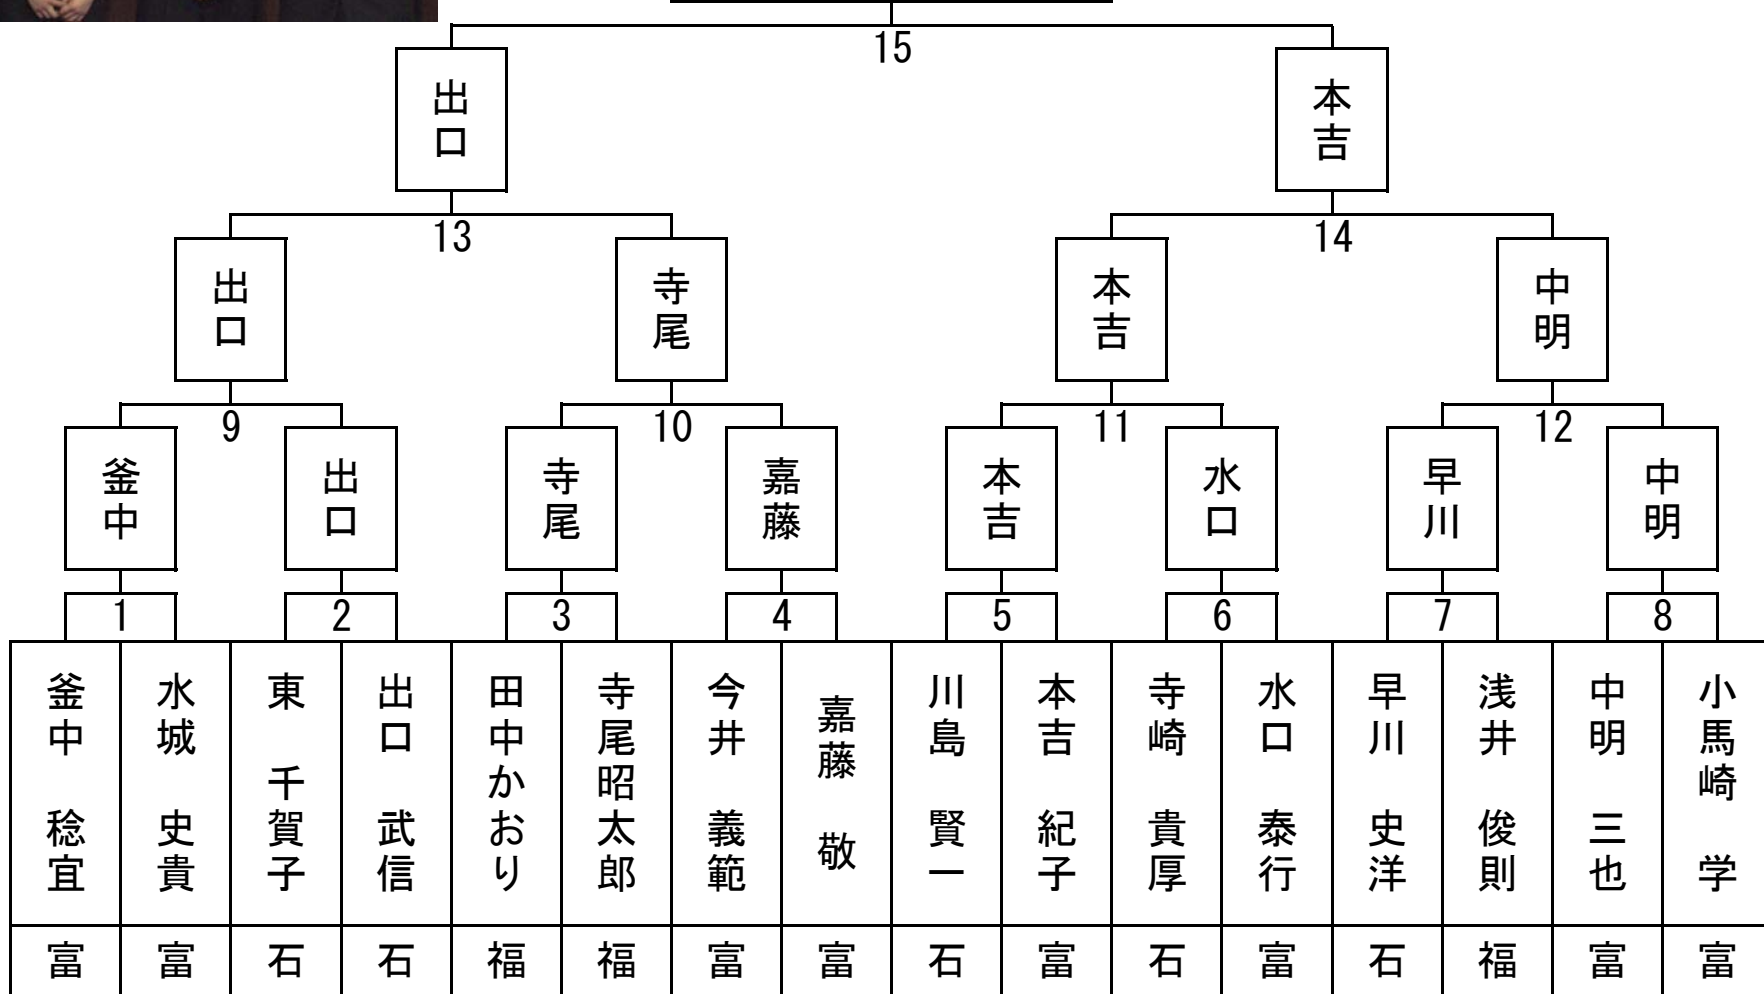 15
出口
本吉
13
14
出口
寺尾
本吉
中明
9
10
11
12
釜中
出口
寺尾
嘉藤
本吉
水口
早川
中明
1
2
3
4
5
6
7
8
釜中 稔宜
水城 史貴
東 千賀子
出口 武信
田中かおり
寺尾昭太郎
今井 義範
嘉藤 敬
川島 賢一
本吉 紀子
寺崎 貴厚
水口 泰行
早川 史洋
浅井 俊則
中明 三也
小馬崎 学
富
富
石
石
福
福
富
富
石
富
石
富
石
福
富
富